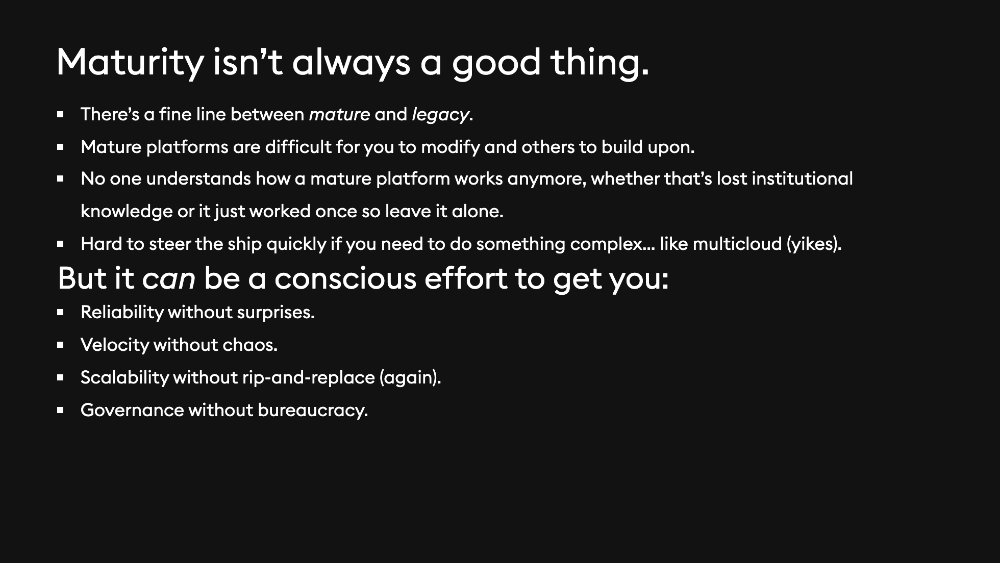 Maturity isn’t always a good thing.
▪ There’s a fine line between mature and legacy.
▪ Mature platforms are difficult for you to modify and others to build upon.
▪ No one understands how a mature platform works anymore, whether that’s lost institutional
knowledge or it just worked once so leave it alone.
▪ Hard to steer the ship quickly if you need to do something complex... like multicloud (yikes).
But it can be a conscious effort to get you:
▪ Reliability without surprises.
▪ Velocity without chaos.
▪ Scalability without rip-and-replace (again).
▪ Governance without bureaucracy.